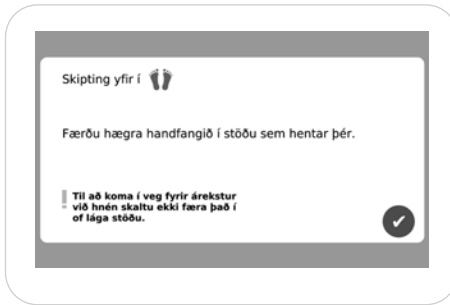 Skipting yfir í
Færðu hægra handfangið í stöðu sem hentar þér.
Til að koma í veg fyrir árekstur
við hnén skaltu ekki færa það í
of lága stöðu.